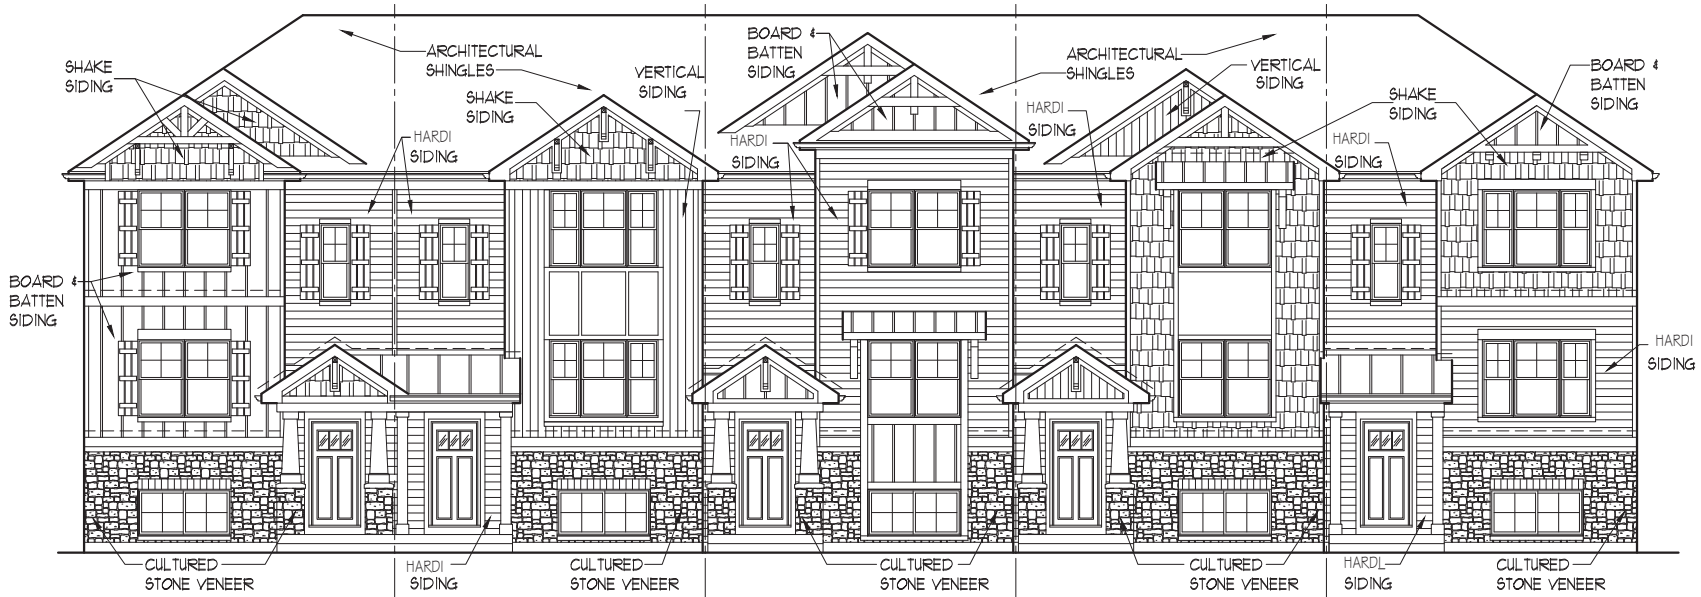 ARCHITECTURAL
SHINGLES
BOARD &
BATTEN
SIDING
ARCHITECTURAL
SHINGLES
SHAKE
SIDING
VERTICAL
SIDING
VERTICAL
SIDING
BOARD &
BATTEN
SIDING
SHAKE
SIDING
SHAKE
SIDING
HARDI
SIDING
HARDI
SIDING
HARDI
SIDING
HARDI
SIDING
BOARD &
BATTEN
SIDING
HARDI
SIDING
CULTURED
STONE VENEER
HARDI
SIDING
CULTURED
STONE VENEER
CULTURED
STONE VENEER
CULTURED
STONE VENEER
HARDI
SIDING
CULTURED
STONE VENEER